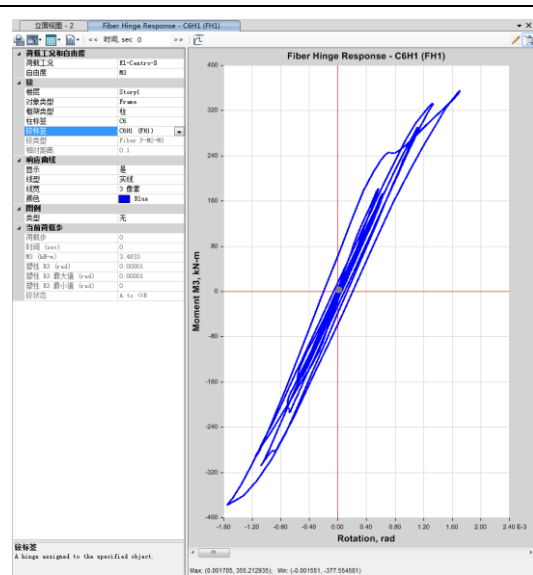 立面视图 - 2
Fiber Hinge Response - C6H1 (FH1)
<< 时间, sec 0 >>
荷载工况和自由度
荷载工况 El-Centro-D
自由度 M3
铰
楼层 Story1
对象类型 Frame
框架类型 柱
柱标签 C6
铰标签 C6H1 (FH1)
铰类型 Fiber P-M2-M3
相对距离 0.1
响应曲线
显示 是
线型 实线
线宽 3 像素
颜色 Blue
图例
类型 无
当前荷载步
荷载步 0
时间 (sec) 0
M3 (kN-m) 3.4833
塑性 R3 (rad) 0.00001
塑性 R3 最大值 (rad) 0.00001
塑性 R3 最小值 (rad) 0
铰状态 A to <=B
铰标签
A hinge assigned to the specified object.
Fiber Hinge Response - C6H1 (FH1)
Moment M3, kN-m
400
320
240
160
80
0
-80
-160
-240
-320
-400
-1.60 -1.20 -0.80 -0.40 0.00 0.40 0.80 1.20 1.60 2.00 2.40 E-3
Rotation, rad
Max: (0.001705, 355.212935); Min: (-0.001551, -377.554581)